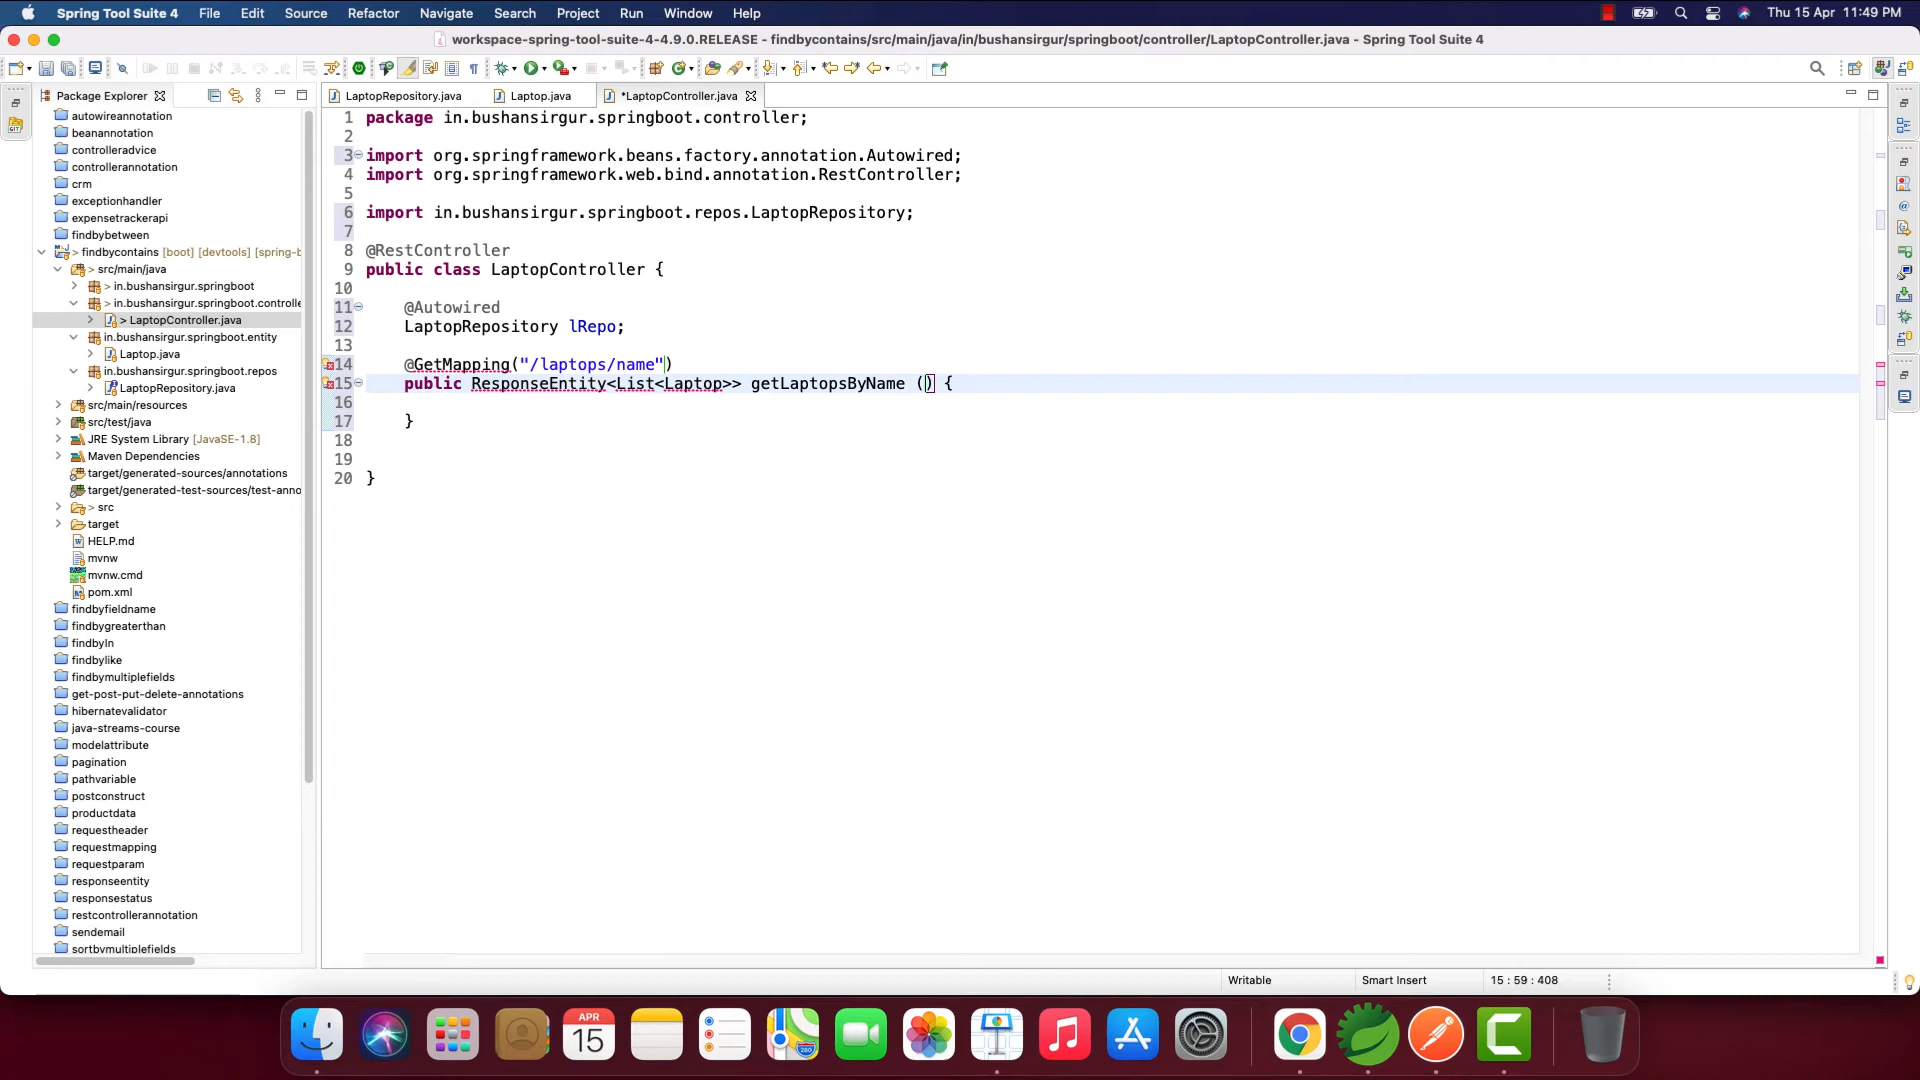 Spring Tool Suite 4 File Edit Source Refactor Navigate Search Project Run Window Help Thu 15 Apr 11:49 PM
workspace-spring-tool-suite-4-4.9.0.RELEASE - findbycontains/src/main/java/in/bushansirgur/springboot/controller/LaptopController.java - Spring Tool Suite 4
Package Explorer
LaptopRepository.java Laptop.java *LaptopController.java
autowireannotation
beanannotation
controlleradvice
controllerannotation
crm
exceptionhandler
expensetrackerapi
findbybetween
> findbycontains [boot] [devtools] [spring-b
> src/main/java
> in.bushansirgur.springboot
> in.bushansirgur.springboot.controlle
> LaptopController.java
in.bushansirgur.springboot.entity
Laptop.java
in.bushansirgur.springboot.repos
LaptopRepository.java
src/main/resources
src/test/java
JRE System Library [JavaSE-1.8]
Maven Dependencies
target/generated-sources/annotations
target/generated-test-sources/test-anno
> src
target
HELP.md
mvnw
mvnw.cmd
pom.xml
findbyfieldname
findbygreaterthan
findbyIn
findbylike
findbymultiplefields
get-post-put-delete-annotations
hibernatevalidator
java-streams-course
modelattribute
pagination
pathvariable
postconstruct
productdata
requestheader
requestmapping
requestparam
responseentity
responsestatus
restcontrollerannotation
sendemail
sortbymultiplefields
1 package in.bushansirgur.springboot.controller;
2
3 import org.springframework.beans.factory.annotation.Autowired;
4 import org.springframework.web.bind.annotation.RestController;
5
6 import in.bushansirgur.springboot.repos.LaptopRepository;
7
8 @RestController
9 public class LaptopController {
10
11 @Autowired
12 LaptopRepository lRepo;
13
14 @GetMapping("/laptops/name")
15 public ResponseEntity<List<Laptop>> getLaptopsByName () {
16
17 }
18
19
20 }
Writable Smart Insert 15 : 59 : 408
APR
15